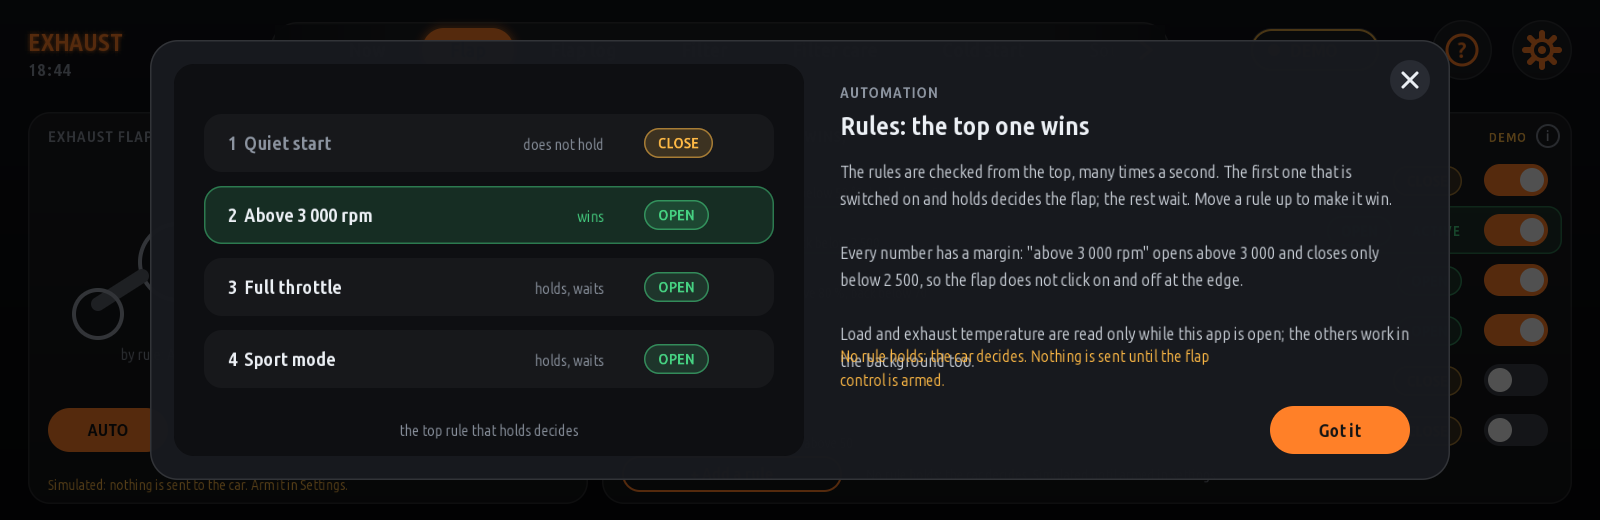 EXHAUST
18:44
?
EXHAUST FLAP
DEMO i
by ru
AUTO
Simulated: nothing is sent to the car. Arm it in Settings.
1 Quiet start does not hold CLOSE
2 Above 3 000 rpm wins OPEN
3 Full throttle holds, waits OPEN
4 Sport mode holds, waits OPEN
the top rule that holds decides
AUTOMATION
Rules: the top one wins
The rules are checked from the top, many times a second. The first one that is
switched on and holds decides the flap; the rest wait. Move a rule up to make it win.
Every number has a margin: "above 3 000 rpm" opens above 3 000 and closes only
below 2 500, so the flap does not click on and off at the edge.
Load and exhaust temperature are read only while this app is open; the others work in
the background too.
No rule holds: the car decides. Nothing is sent until the flap
control is armed.
Got it